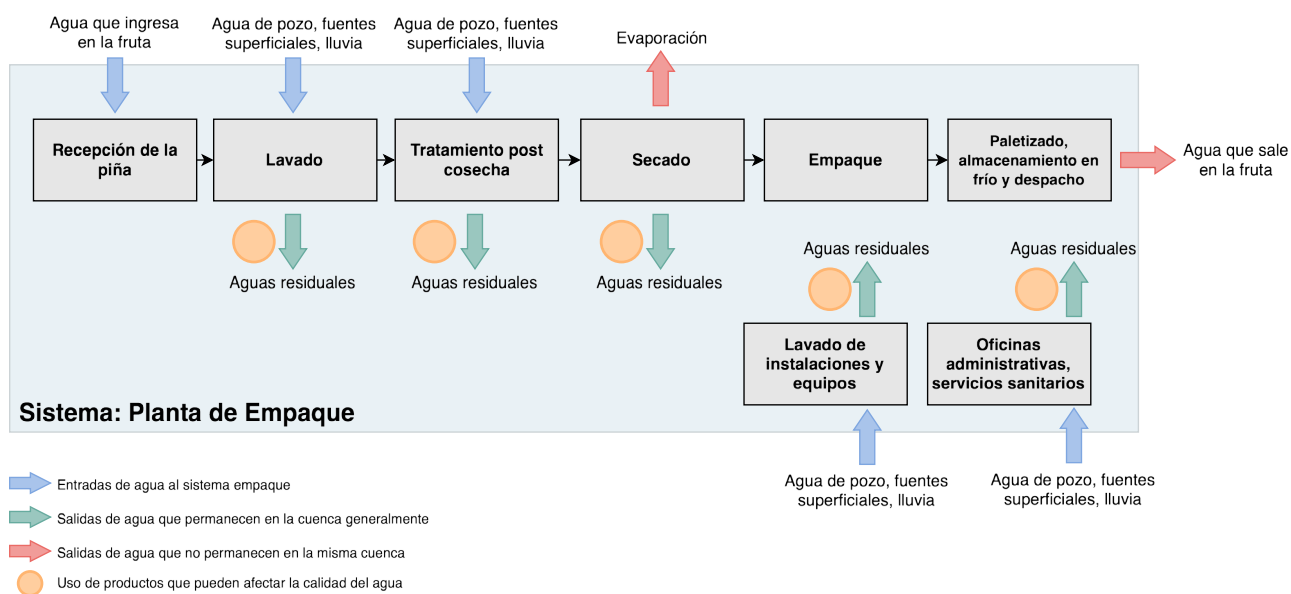 Agua que ingresa
en la fruta
Agua de pozo, fuentes
superficiales, lluvia
Agua de pozo, fuentes
superficiales, lluvia
Evaporación
Recepción de la
piña
Lavado
Tratamiento post
cosecha
Secado
Empaque
Paletizado,
almacenamiento en
frío y despacho
Agua que sale
en la fruta
Aguas residuales
Aguas residuales
Aguas residuales
Aguas residuales
Aguas residuales
Lavado de
instalaciones y
equipos
Oficinas
administrativas,
servicios sanitarios
Sistema: Planta de Empaque
Agua de pozo, fuentes
superficiales, lluvia
Agua de pozo, fuentes
superficiales, lluvia
Entradas de agua al sistema empaque
Salidas de agua que permanecen en la cuenca generalmente
Salidas de agua que no permanecen en la misma cuenca
Uso de productos que pueden afectar la calidad del agua